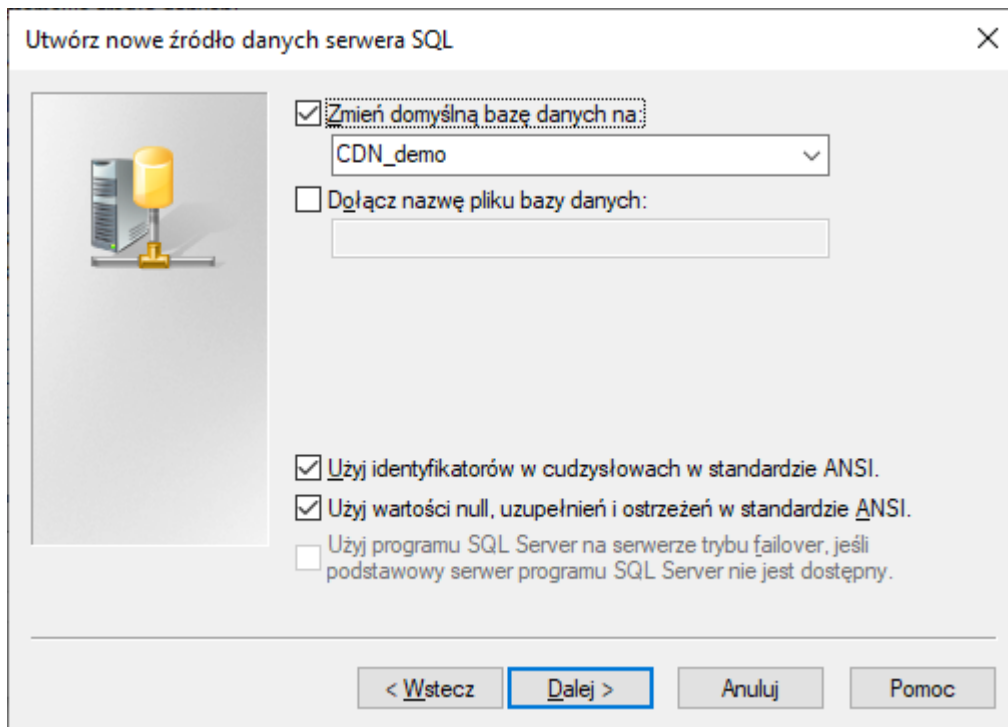 Utwórz nowe źródło danych serwera SQL
Zmień domyślną bazę danych na:
CDN_demo
Dołącz nazwę pliku bazy danych:
Użyj identyfikatorów w cudzysłowach w standardzie ANSI.
Użyj wartości null, uzupełnień i ostrzeżeń w standardzie ANSI.
Użyj programu SQL Server na serwerze trybu failover, jeśli
podstawowy serwer programu SQL Server nie jest dostępny.
< Wstecz
Dalej >
Anuluj
Pomoc